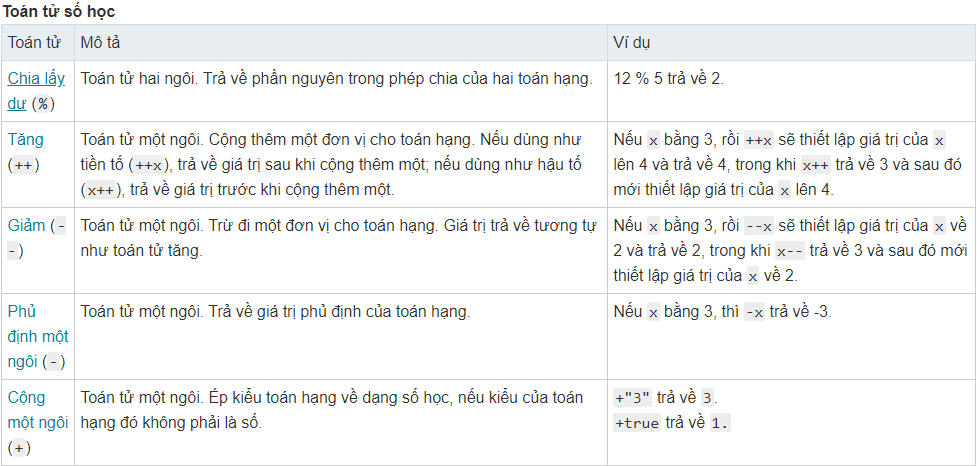 Toán tử số học
Toán tử
Mô tả
Ví dụ
Chia lấy
dư (%)
Toán tử hai ngôi. Trả về phần nguyên trong phép chia của hai toán hạng.
12 % 5 trả về 2.
Tăng
(++)
Toán tử một ngôi. Cộng thêm một đơn vị cho toán hạng. Nếu dùng như
tiền tố (++x), trả về giá trị sau khi cộng thêm một; nếu dùng như hậu tố
(x++), trả về giá trị trước khi cộng thêm một.
Nếu x bằng 3, rồi ++x sẽ thiết lập giá trị của x
lên 4 và trả về 4, trong khi x++ trả về 3 và sau đó
mới thiết lập giá trị của x lên 4.
Giảm (-
-)
Toán tử một ngôi. Trừ đi một đơn vị cho toán hạng. Giá trị trả về tương tự
như toán tử tăng.
Nếu x bằng 3, rồi --x sẽ thiết lập giá trị của x về
2 và trả về 2, trong khi x-- trả về 3 và sau đó mới
thiết lập giá trị của x về 2.
Phủ
định một
ngôi (-)
Toán tử một ngôi. Trả về giá trị phủ định của toán hạng.
Nếu x bằng 3, thì -x trả về -3.
Cộng
một ngôi
(+)
Toán tử một ngôi. Ép kiểu toán hạng về dạng số học, nếu kiểu của toán
hạng đó không phải là số.
+"3" trả về 3.
+true trả về 1.